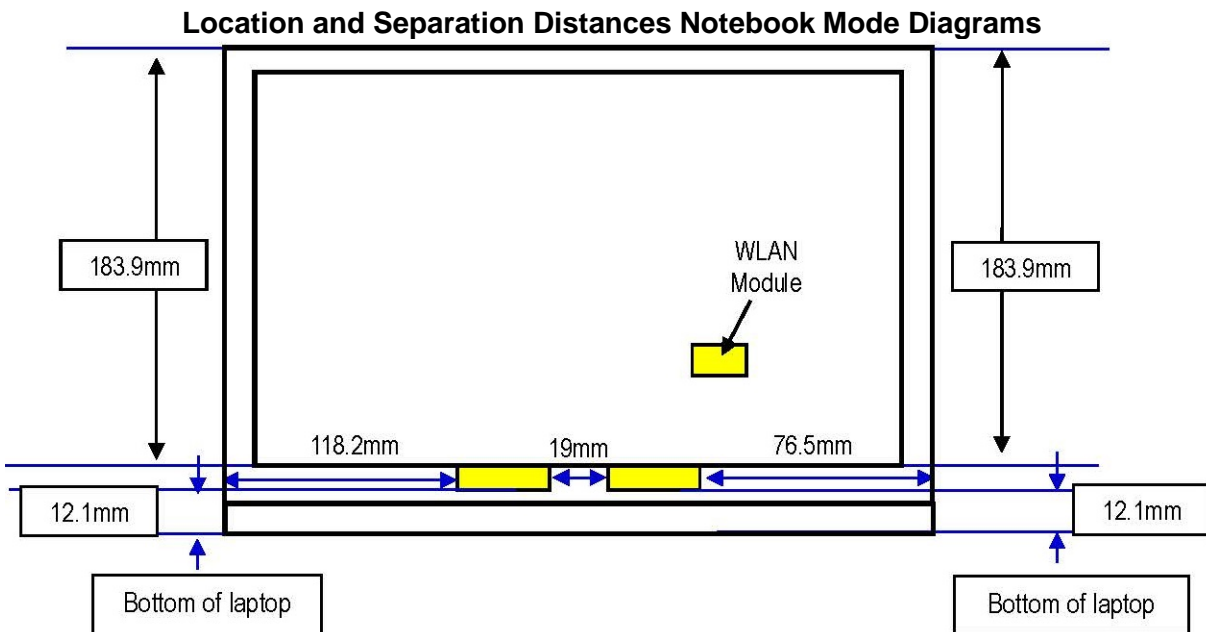 Location and Separation Distances Notebook Mode Diagrams
183.9mm
WLAN
Module
183.9mm
118.2mm
19mm
76.5mm
12.1mm
12.1mm
Bottom of laptop
Bottom of laptop